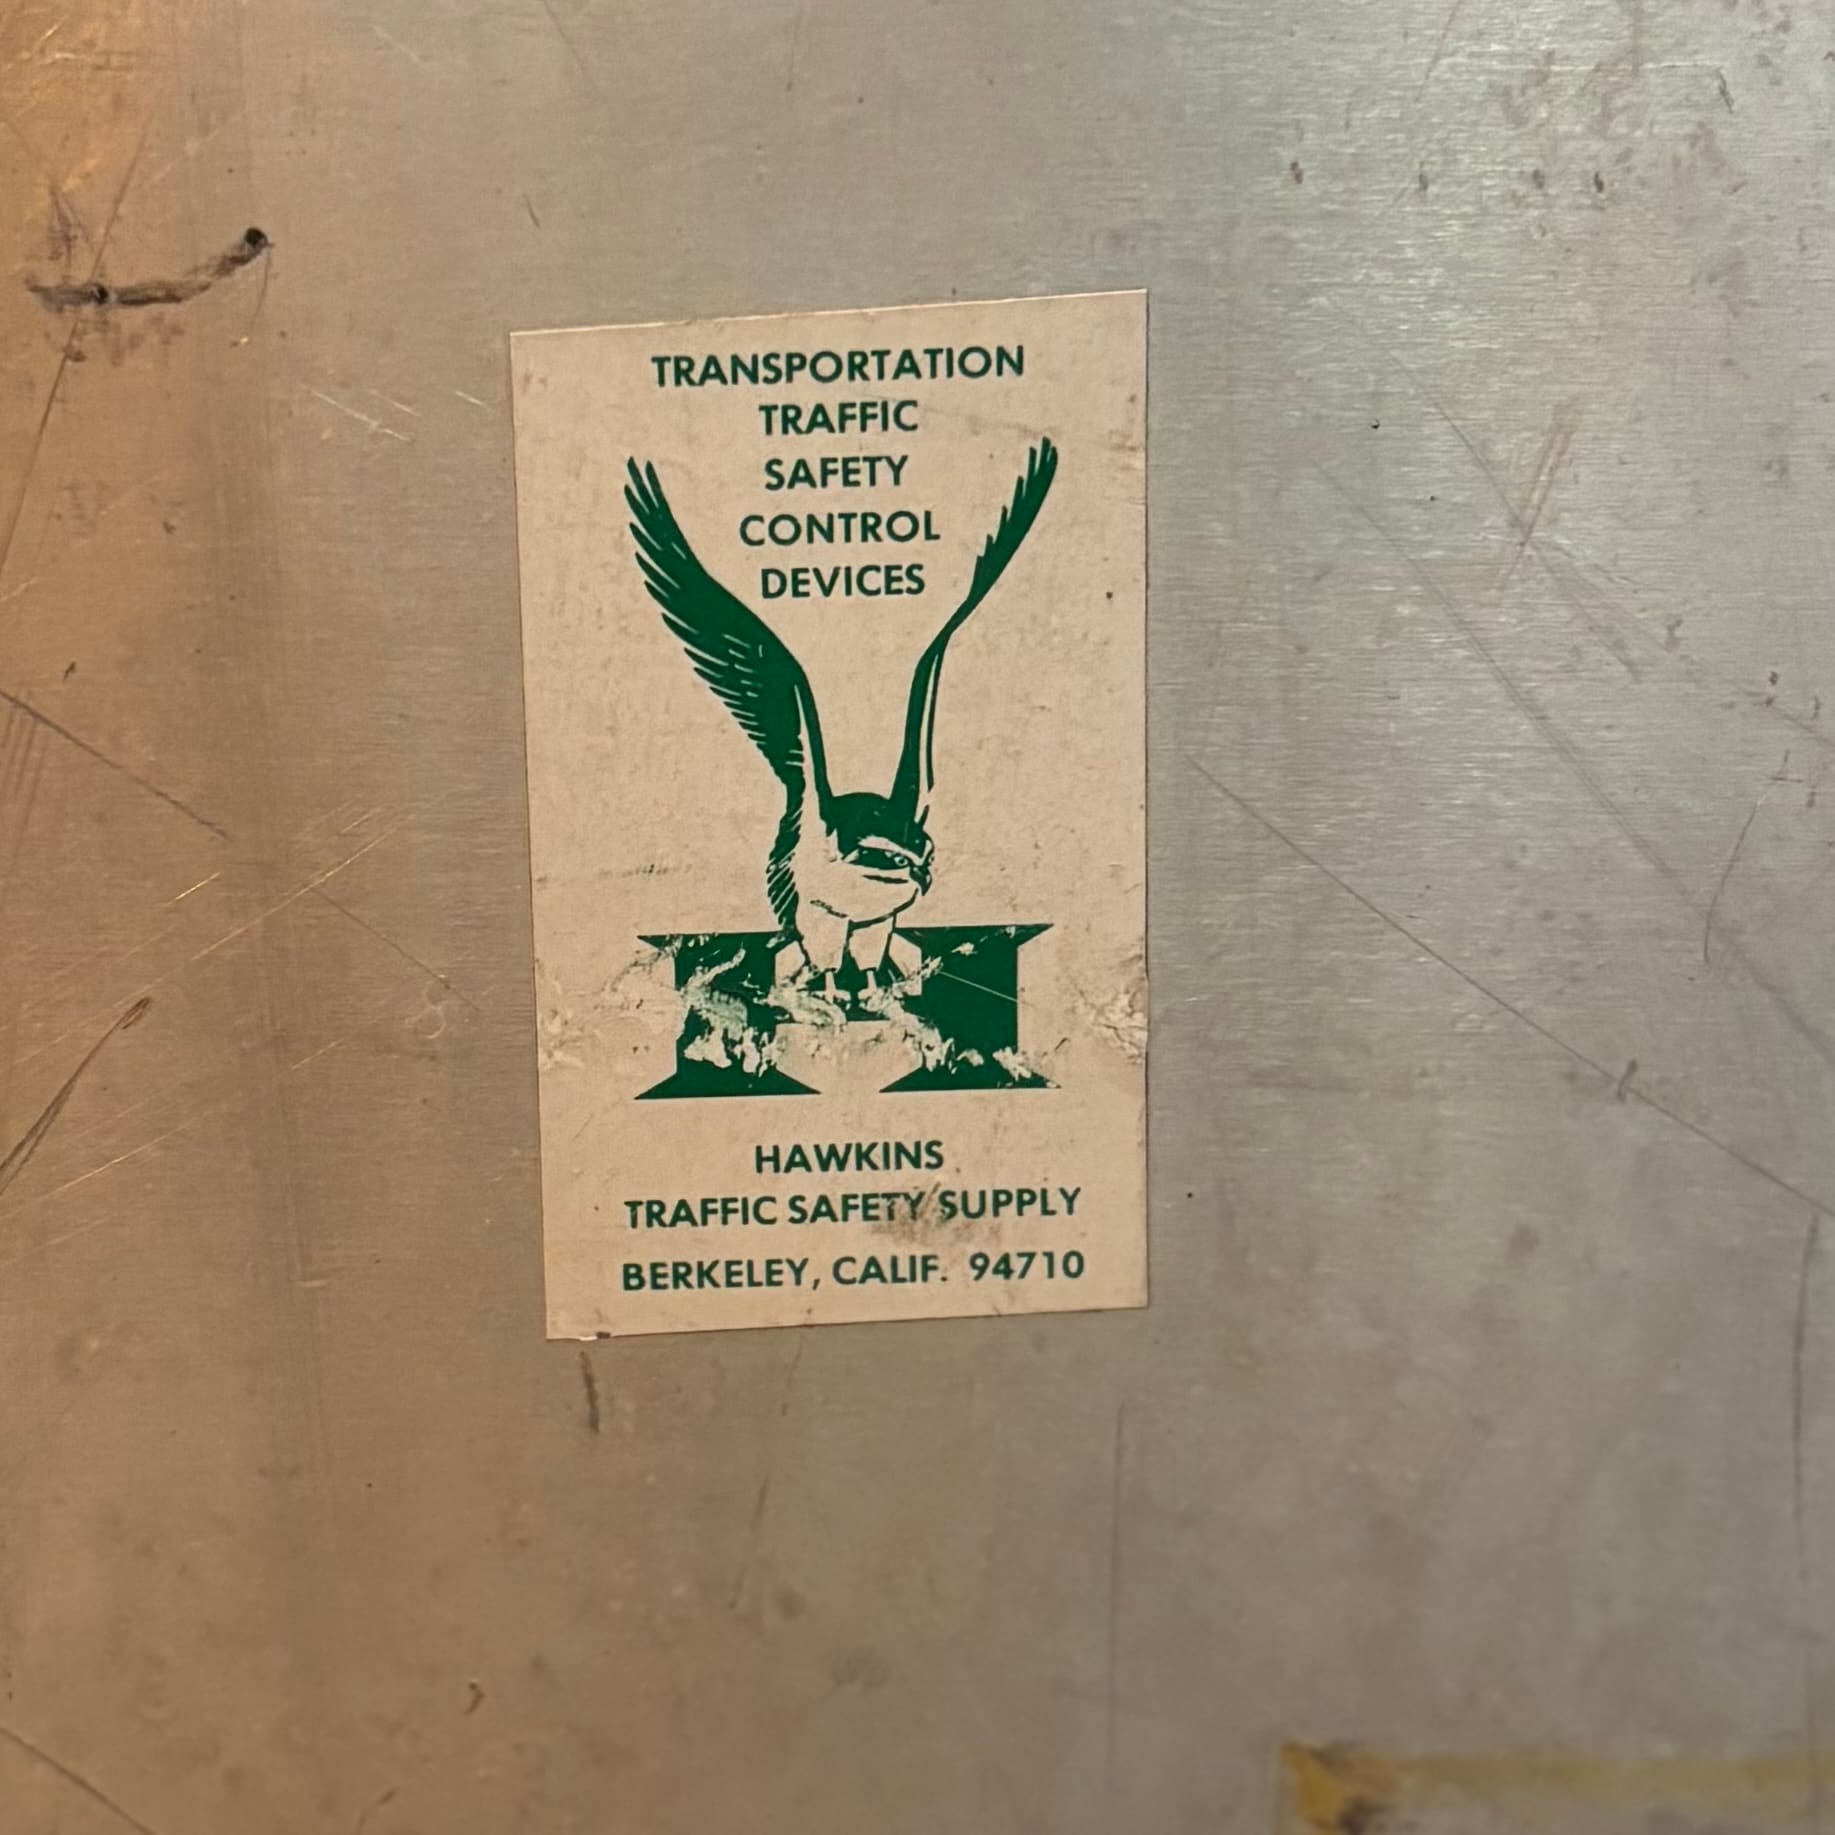 TRANSPORTATION
TRAFFIC
SAFETY
CONTROL
DEVICES
H
HAWKINS
TRAFFIC SAFETY SUPPLY
BERKELEY, CALIF. 94710